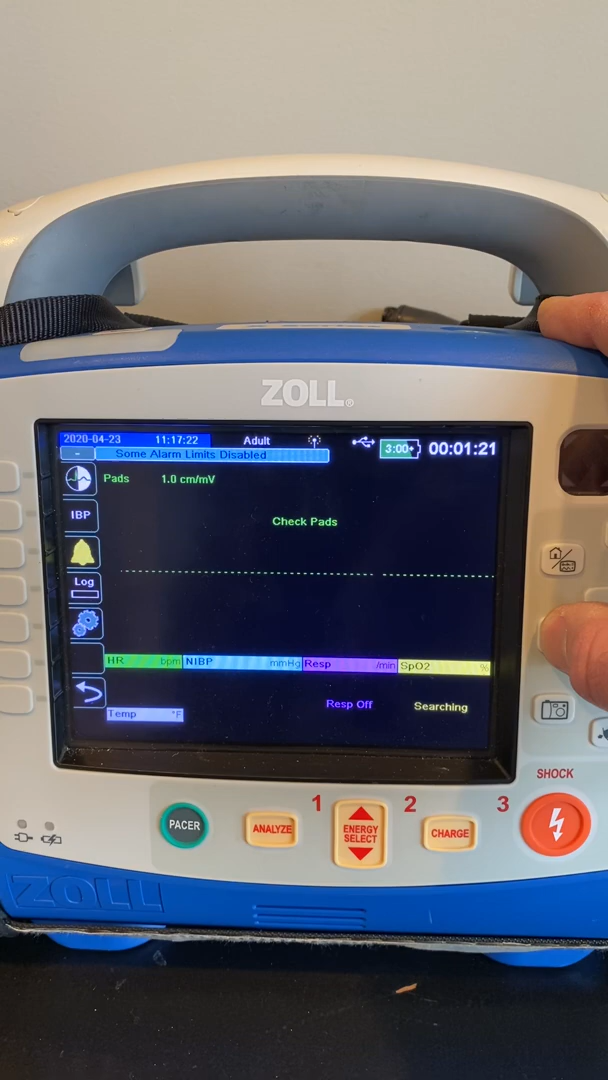 ZOLL®
2020-04-23 11:17:22 Adult 3:00 00:01:21
- Some Alarm Limits Disabled
Pads 1.0 cm/mV
IBP
Check Pads
Log
HR bpm NIBP mmHg Resp /min SpO2 %
Resp Off Searching
Temp °F
SHOCK
1 2 3
PACER ANALYZE ENERGY SELECT CHARGE
ZOLL